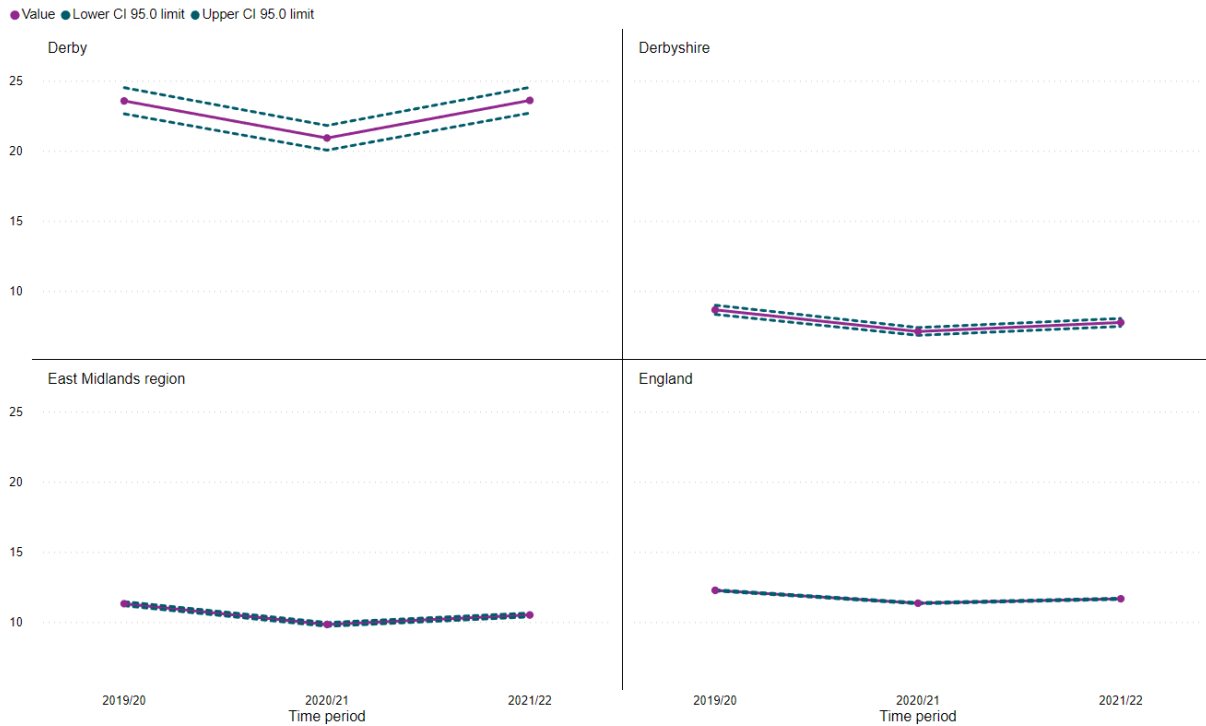 Value Lower CI 95.0 limit Upper CI 95.0 limit
Derby
Derbyshire
25
20
15
10
East Midlands region
England
25
20
15
10
2019/20 2020/21 2021/22
2019/20 2020/21 2021/22
Time period
Time period